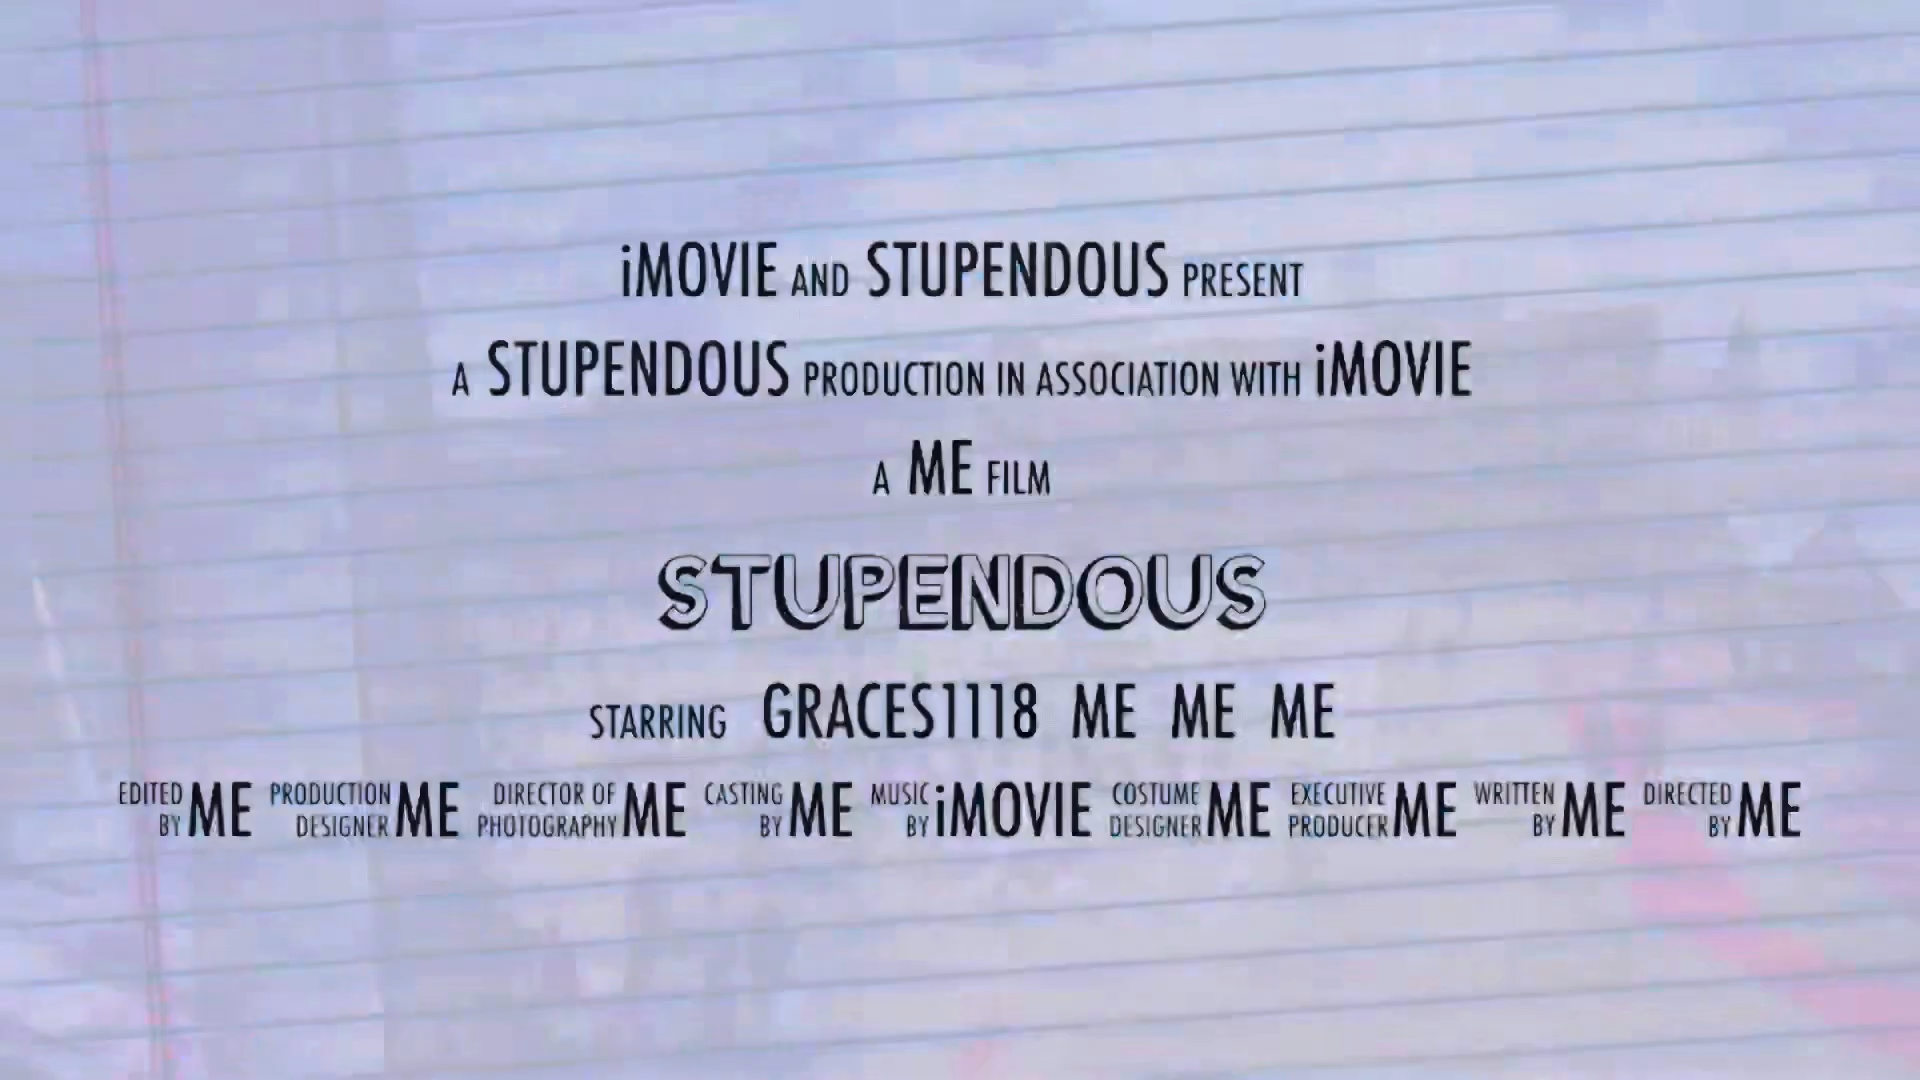 iMOVIE AND STUPENDOUS PRESENT
A STUPENDOUS PRODUCTION IN ASSOCIATION WITH iMOVIE
A ME FILM
STUPENDOUS
STARRING GRACES1118 ME ME ME
EDITED BY ME PRODUCTION DESIGNER ME DIRECTOR OF PHOTOGRAPHY ME CASTING BY ME MUSIC BY iMOVIE COSTUME DESIGNER ME EXECUTIVE PRODUCER ME WRITTEN BY ME DIRECTED BY ME